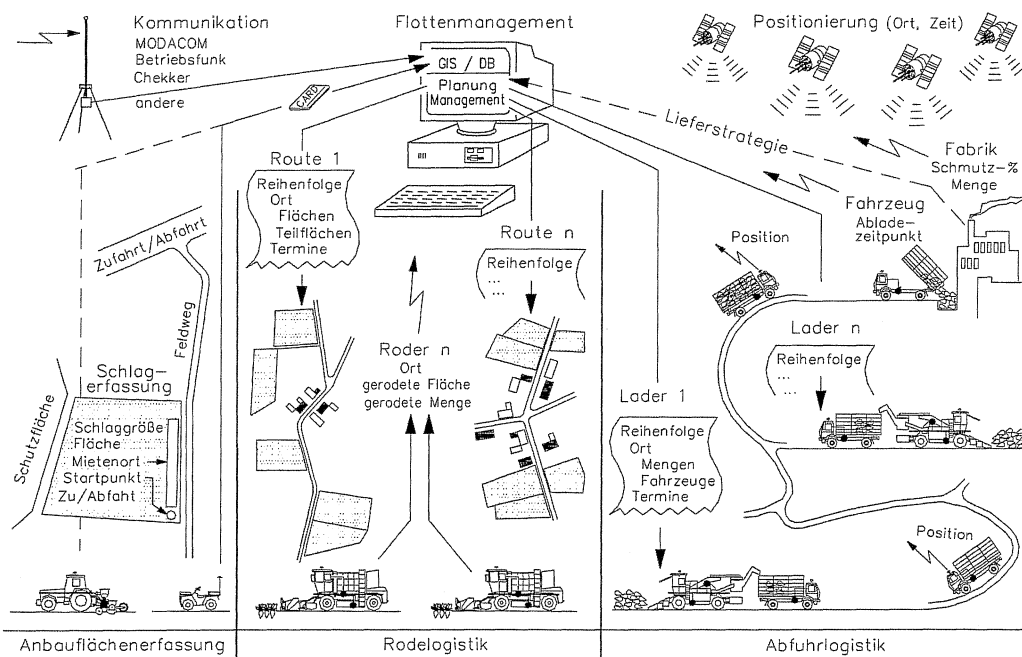 Kommunikation
MODACOM
Betriebsfunk
Chekker
andere
CARD
Flottenmanagement
GIS / DB
Planung
Management
Positionierung (Ort, Zeit)
Lieferstrategie
Fabrik
Schmutz-%
Menge
Fahrzeug
Ablade-
zeitpunkt
Position
Route 1
Reihenfolge
Ort
Flächen
Teilflächen
Termine
Route n
Reihenfolge
...
...
Zufahrt/Abfahrt
Feldweg
Schlag-
erfassung
Schutzfläche
Schlaggröße
Fläche
Mietenort
Startpunkt
Zu/Abfaht
Roder n
Ort
gerodete Fläche
gerodete Menge
Lader n
Reihenfolge
...
Lader 1
Reihenfolge
Ort
Mengen
Fahrzeuge
Termine
Position
Anbauflächenerfassung
Rodelogistik
Abfuhrlogistik